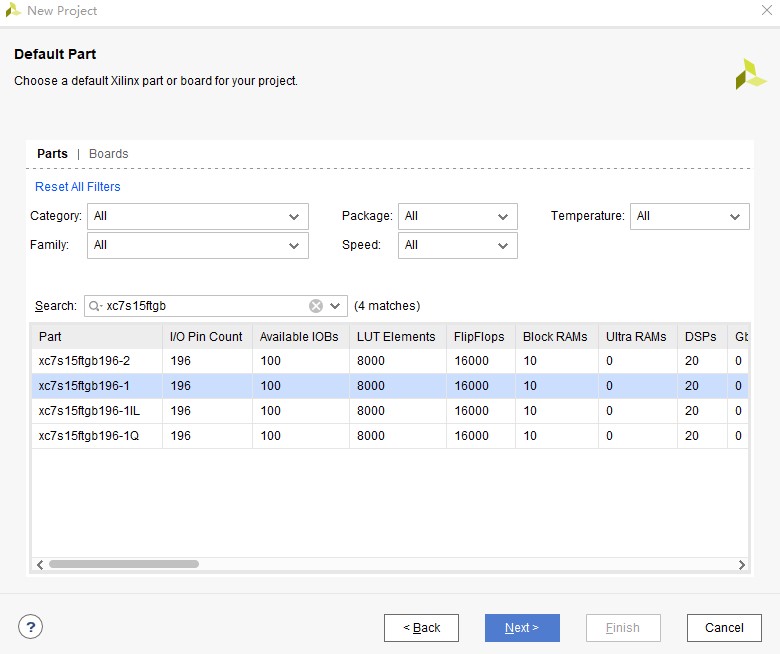 New Project
Default Part
Choose a default Xilinx part or board for your project.
Parts | Boards
Reset All Filters
Category: All Package: All Temperature: All
Family: All Speed: All
Search: xc7s15ftgb (4 matches)
Part I/O Pin Count Available IOBs LUT Elements FlipFlops Block RAMs Ultra RAMs DSPs Gb
xc7s15ftgb196-2 196 100 8000 16000 10 0 20 0
xc7s15ftgb196-1 196 100 8000 16000 10 0 20 0
xc7s15ftgb196-1IL 196 100 8000 16000 10 0 20 0
xc7s15ftgb196-1Q 196 100 8000 16000 10 0 20 0
? < Back Next > Finish Cancel